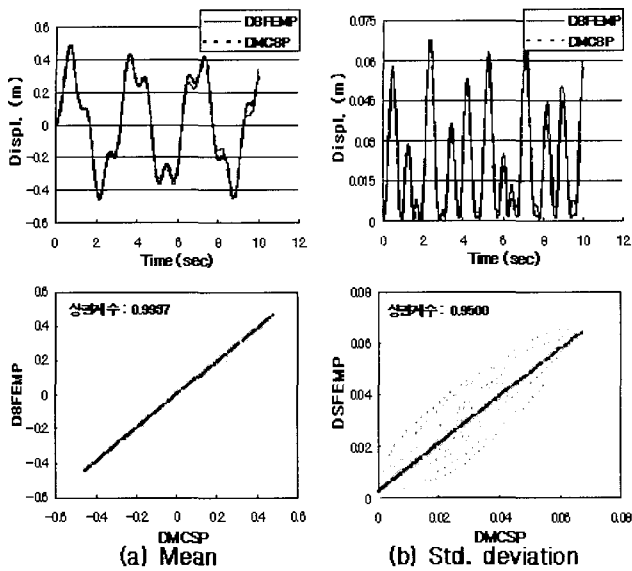 DSFEMP
DMCSP
DSFEMP
DMCSP
Displ. (m)
0.6
0.4
0.2
0
-0.2
-0.4
-0.6
0 2 4 6 8 10 12
Time(sec)
Displ. (m)
0.075
0.06
0.045
0.03
0.015
0
0 2 4 6 8 10 12
Time(sec)
상관계수 : 0.9997
DSFEMP
0.6
0.4
0.2
0
-0.2
-0.4
-0.6
-0.6 -0.4 -0.2 0 0.2 0.4 0.6
DMCSP
상관계수 : 0.9500
DSFEMP
0.08
0.06
0.04
0.02
0
0 0.02 0.04 0.06 0.08
DMCSP
(a) Mean
(b) Std. deviation